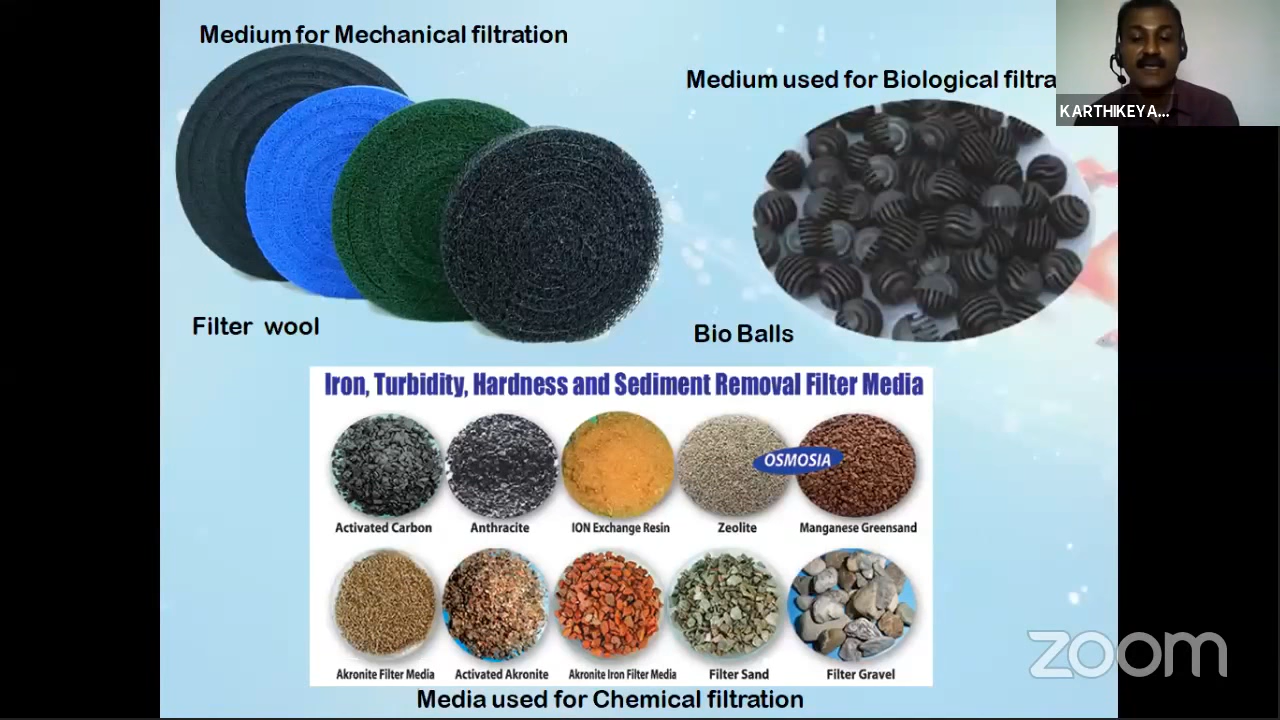 Medium for Mechanical filtration
Medium used for Biological filtra
KARTHIKEYA...
Filter wool
Bio Balls
Iron, Turbidity, Hardness and Sediment Removal Filter Media
OSMOSIA
Activated Carbon
Anthracite
ION Exchange Resin
Zeolite
Manganese Greensand
Akronite Filter Media
Activated Akronite
Akronite Iron Filter Media
Filter Sand
Filter Gravel
zoom
Media used for Chemical filtration